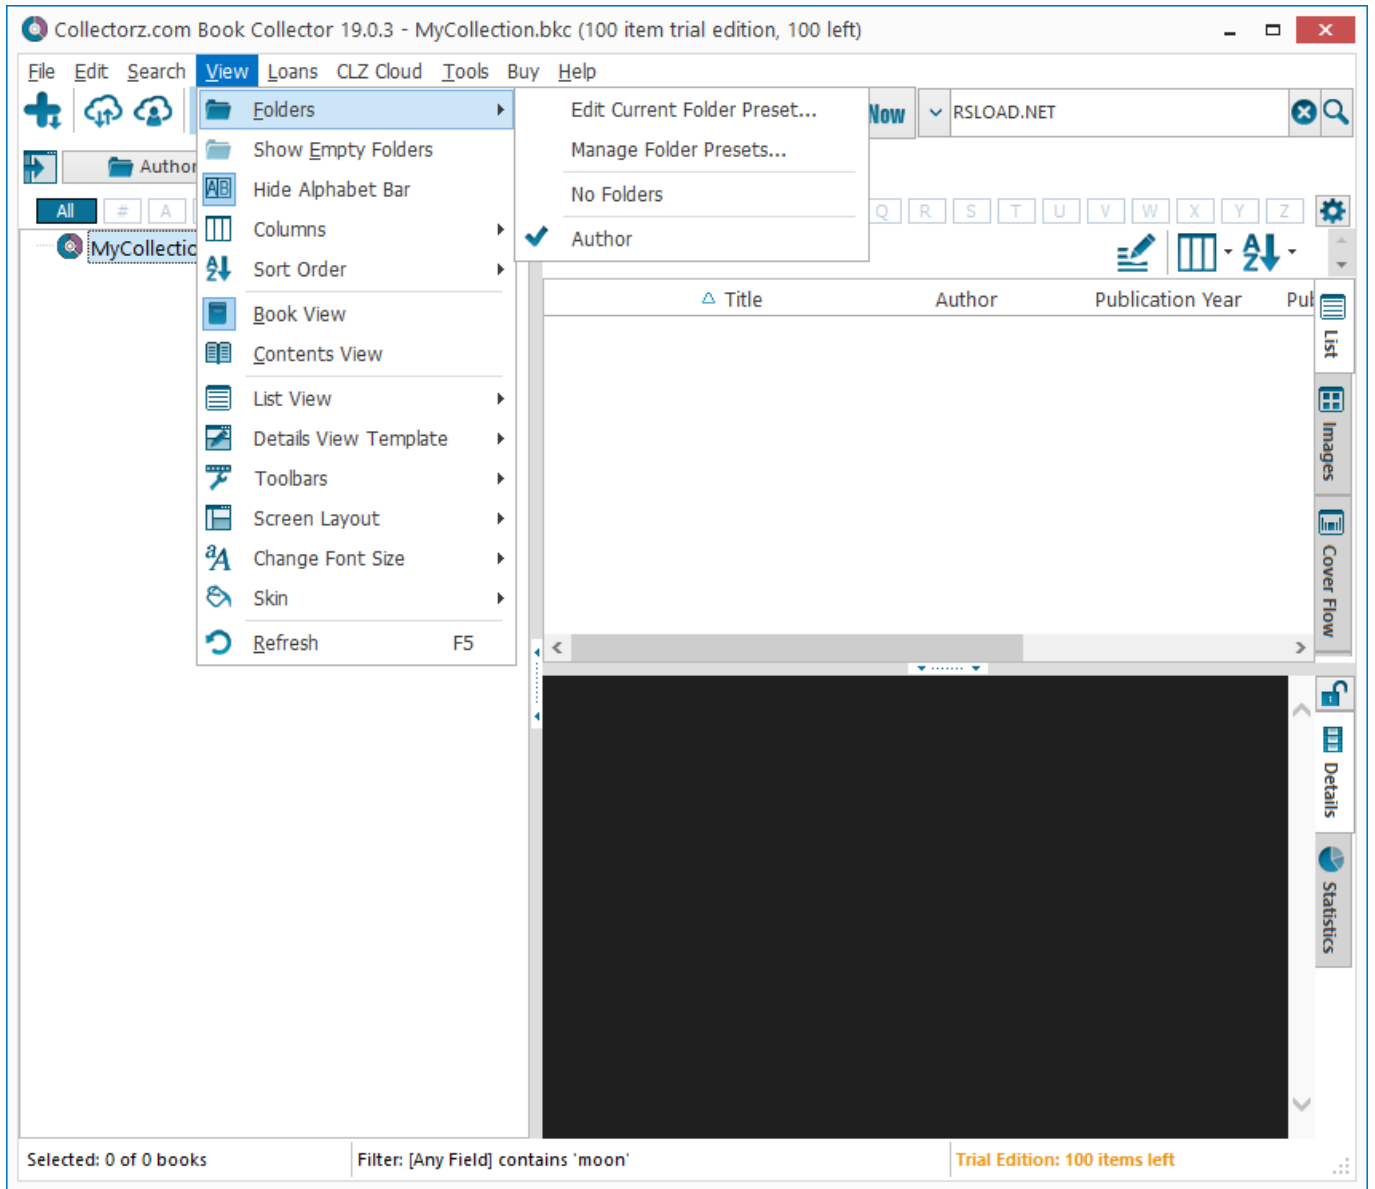 Collectorz.com Book Collector 19.0.3 - MyCollection.bkc (100 item trial edition, 100 left)
File Edit Search View Loans CLZ Cloud Tools Buy Help
Now RSLOAD.NET
Author
All # A Q R S T U V W X Y Z
MyCollectio
Folders
Show Empty Folders
Hide Alphabet Bar
Columns
Sort Order
Book View
Contents View
List View
Details View Template
Toolbars
Screen Layout
Change Font Size
Skin
Refresh F5
Edit Current Folder Preset...
Manage Folder Presets...
No Folders
Author
Title Author Publication Year Pub
List
Images
Cover Flow
Details
Statistics
Selected: 0 of 0 books Filter: [Any Field] contains 'moon' Trial Edition: 100 items left